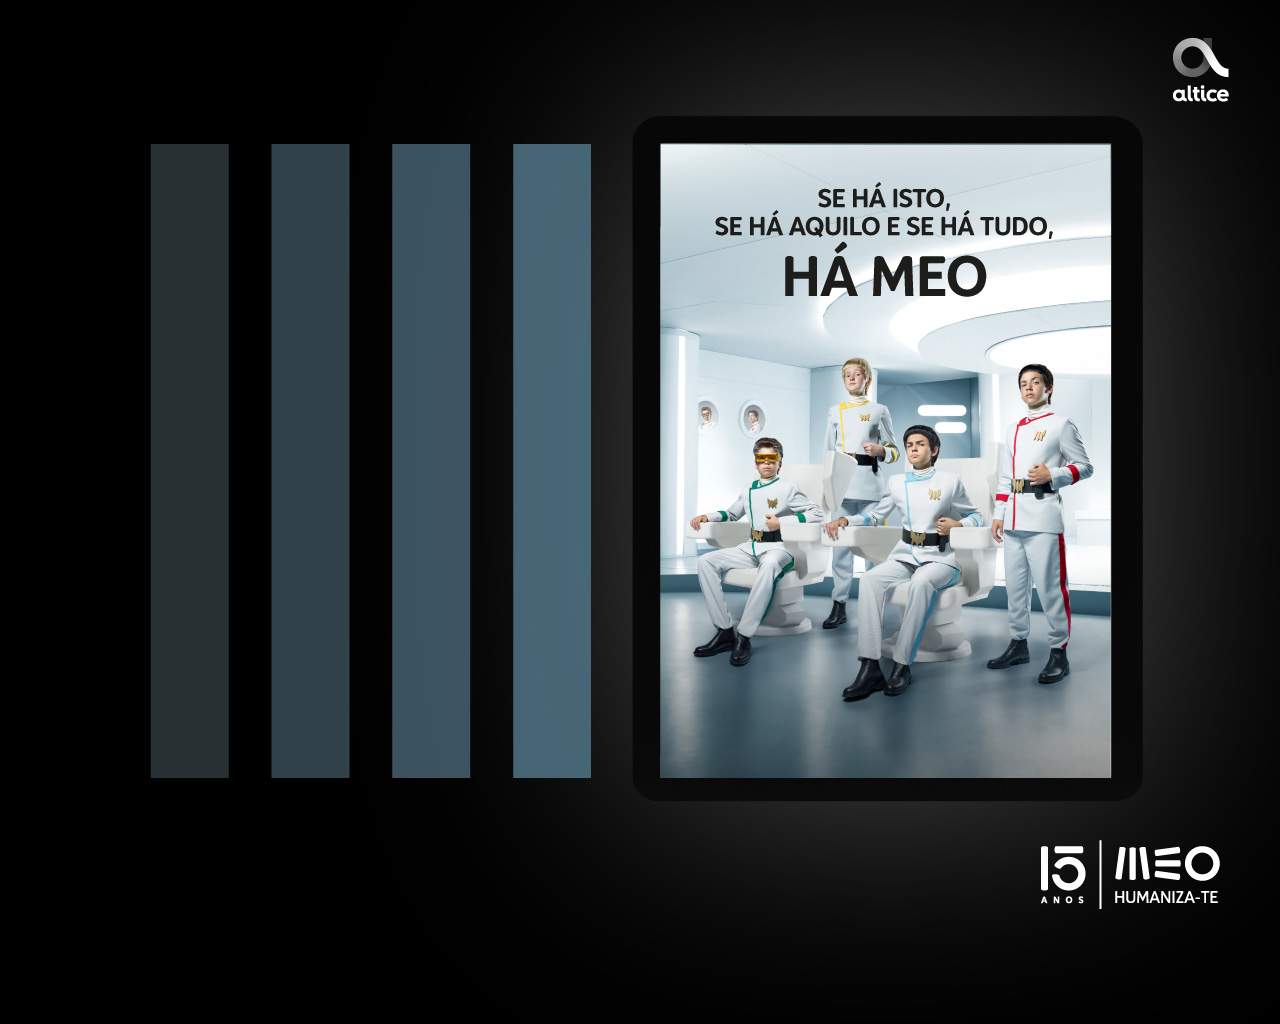 altice
SE HÁ ISTO,
SE HÁ AQUILO E SE HÁ TUDO,
HÁ MEO
15
ANOS
MEO
HUMANIZA-TE